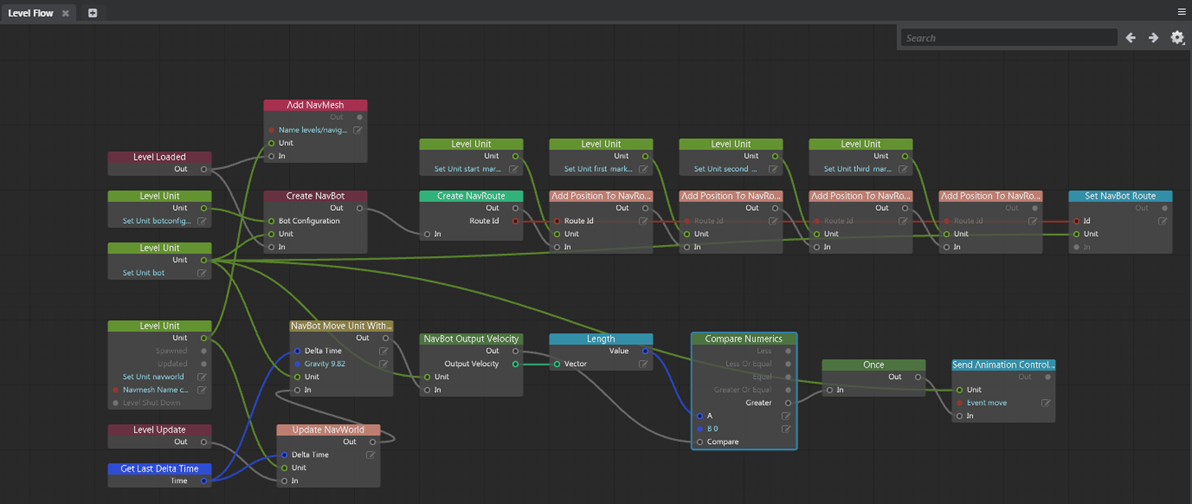 Level Flow
Search
Add NavMesh
Out
Name levels/navig...
Unit
In
Level Loaded
Out
Level Unit
Unit
Set Unit botconfig...
Level Unit
Unit
Set Unit bot
Create NavBot
Out
Bot Configuration
Unit
In
Level Unit
Unit
Set Unit start mar...
Level Unit
Unit
Set Unit first mark...
Level Unit
Unit
Set Unit second ...
Level Unit
Unit
Set Unit third mark...
Create NavRoute
Out
Route Id
In
Add Position To NavRo...
Out
Route Id
Unit
In
Add Position To NavRo...
Out
Route Id
Unit
In
Add Position To NavRo...
Out
Route Id
Unit
In
Add Position To NavRo...
Out
Route Id
Unit
In
Set NavBot Route
Out
Id
Unit
In
Level Unit
Unit
Spawned
Updated
Set Unit navworld
Navmesh Name c...
Level Shut Down
Level Update
Out
Get Last Delta Time
Time
NavBot Move Unit With...
Out
Delta Time
Gravity 9.82
Unit
In
Update NavWorld
Out
Delta Time
Unit
In
NavBot Output Velocity
Out
Output Velocity
Unit
In
Length
Value
Vector
Compare Numerics
Less
Less Or Equal
Equal
Greater Or Equal
Greater
A
B 0
Compare
Once
Out
In
Send Animation Control...
Out
Unit
Event move
In